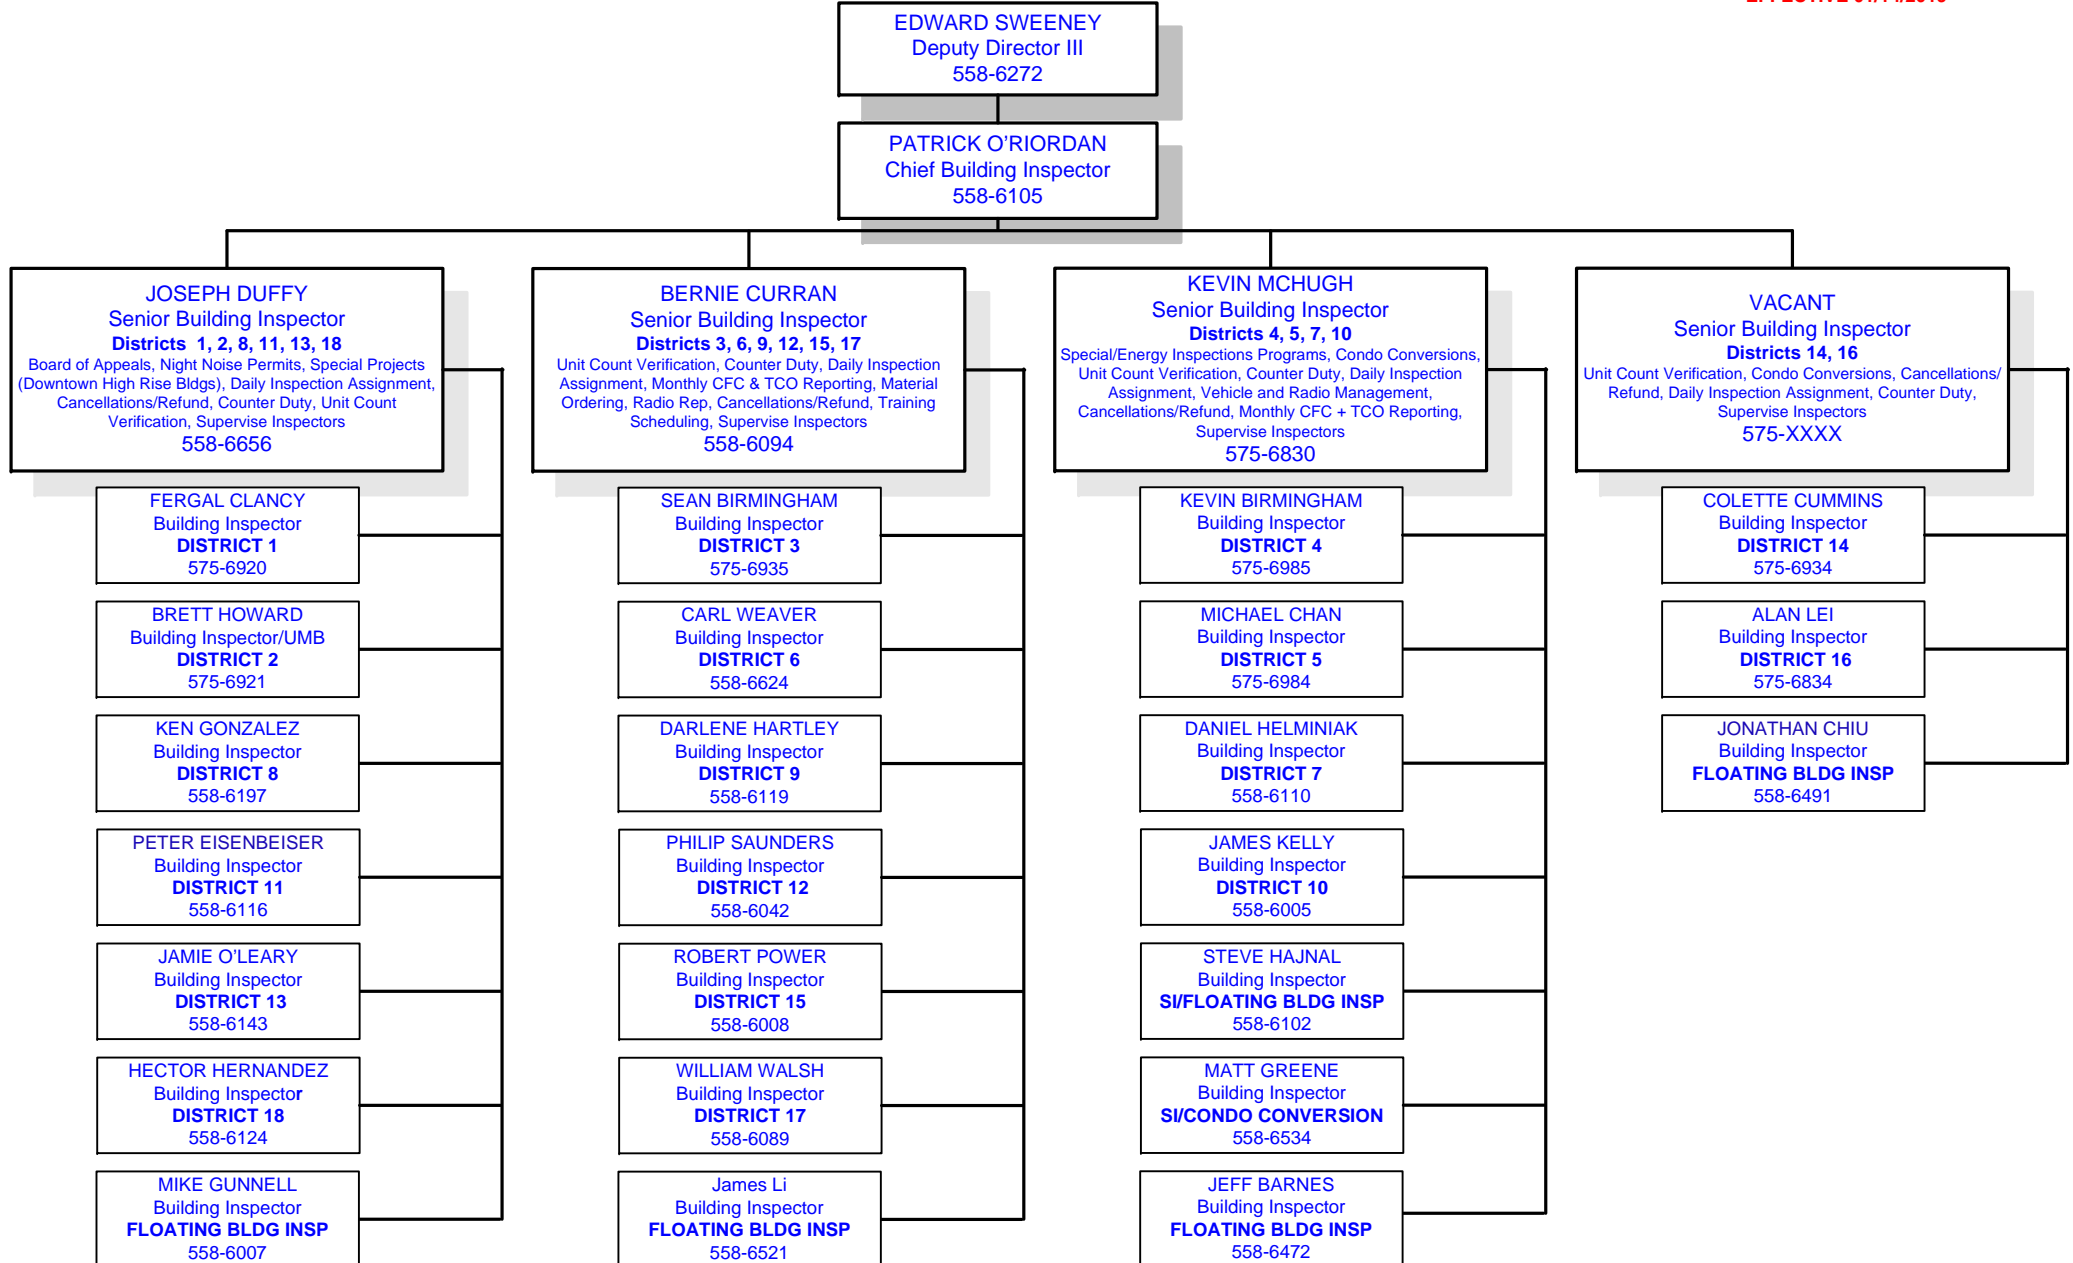 EDWARD SWEENEY
Deputy Director III
558-6272
PATRICK O'RIORDAN
Chief Building Inspector
558-6105
JOSEPH DUFFY
Senior Building Inspector
Districts 1, 2, 8, 11, 13, 18
Board of Appeals, Night Noise Permits, Special Projects
(Downtown High Rise Bldgs), Daily Inspection Assignment,
Cancellations/Refund, Counter Duty, Unit Count
Verification, Supervise Inspectors
558-6656
FERGAL CLANCY
Building Inspector
DISTRICT 1
575-6920
BRETT HOWARD
Building Inspector/UMB
DISTRICT 2
575-6921
KEN GONZALEZ
Building Inspector
DISTRICT 8
558-6197
PETER EISENBEISER
Building Inspector
DISTRICT 11
558-6116
JAMIE O'LEARY
Building Inspector
DISTRICT 13
558-6143
HECTOR HERNANDEZ
Building Inspector
DISTRICT 18
558-6124
MIKE GUNNELL
Building Inspector
FLOATING BLDG INSP
558-6007
BERNIE CURRAN
Senior Building Inspector
Districts 3, 6, 9, 12, 15, 17
Unit Count Verification, Counter Duty, Daily Inspection
Assignment, Monthly CFC & TCO Reporting, Material
Ordering, Radio Rep, Cancellations/Refund, Training
Scheduling, Supervise Inspectors
558-6094
SEAN BIRMINGHAM
Building Inspector
DISTRICT 3
575-6935
CARL WEAVER
Building Inspector
DISTRICT 6
558-6624
DARLENE HARTLEY
Building Inspector
DISTRICT 9
558-6119
PHILIP SAUNDERS
Building Inspector
DISTRICT 12
558-6042
ROBERT POWER
Building Inspector
DISTRICT 15
558-6008
WILLIAM WALSH
Building Inspector
DISTRICT 17
558-6089
James Li
Building Inspector
FLOATING BLDG INSP
558-6521
KEVIN MCHUGH
Senior Building Inspector
Districts 4, 5, 7, 10
Special/Energy Inspections Programs, Condo Conversions,
Unit Count Verification, Counter Duty, Daily Inspection
Assignment, Vehicle and Radio Management,
Cancellations/Refund, Monthly CFC + TCO Reporting,
Supervise Inspectors
575-6830
KEVIN BIRMINGHAM
Building Inspector
DISTRICT 4
575-6985
MICHAEL CHAN
Building Inspector
DISTRICT 5
575-6984
DANIEL HELMINIAK
Building Inspector
DISTRICT 7
558-6110
JAMES KELLY
Building Inspector
DISTRICT 10
558-6005
STEVE HAJNAL
Building Inspector
SI/FLOATING BLDG INSP
558-6102
MATT GREENE
Building Inspector
SI/CONDO CONVERSION
558-6534
JEFF BARNES
Building Inspector
FLOATING BLDG INSP
558-6472
VACANT
Senior Building Inspector
Districts 14, 16
Unit Count Verification, Condo Conversions, Cancellations/
Refund, Daily Inspection Assignment, Counter Duty,
Supervise Inspectors
575-XXXX
COLETTE CUMMINS
Building Inspector
DISTRICT 14
575-6934
ALAN LEI
Building Inspector
DISTRICT 16
575-6834
JONATHAN CHIU
Building Inspector
FLOATING BLDG INSP
558-6491